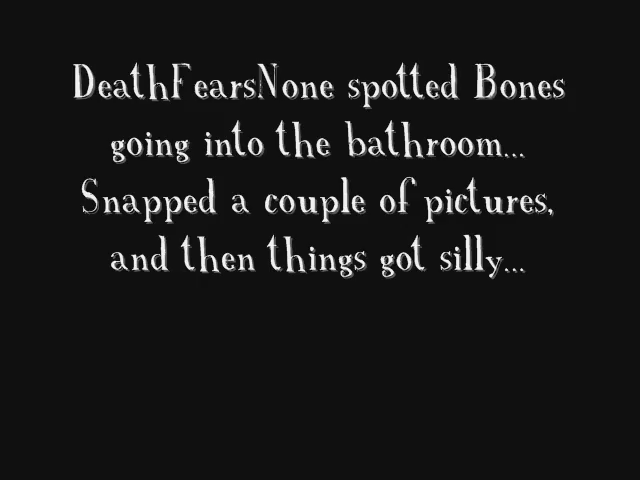 DeathFearsNone spotted Bones
going into the bathroom...
Snapped a couple of pictures,
and then things got silly...